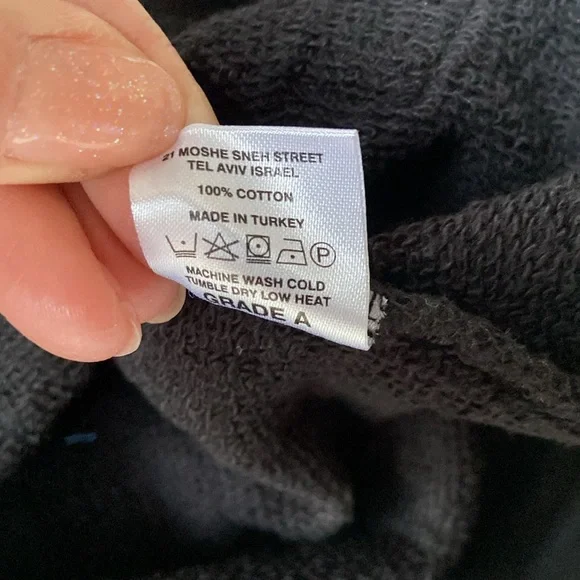 21 MOSHE SNEH STREET
TEL AVIV ISRAEL
100% COTTON
MADE IN TURKEY
P
MACHINE WASH COLD
TUMBLE DRY LOW HEAT
GRADE A